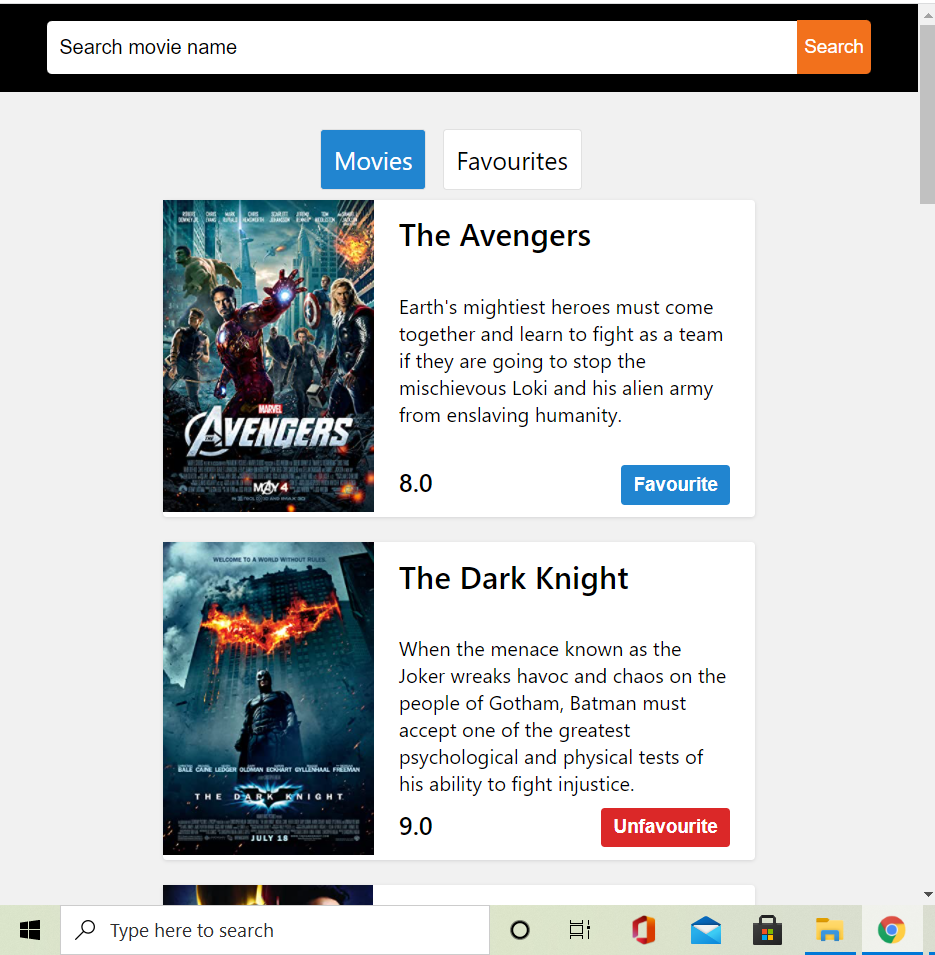 Search movie name
Search
Movies
Favourites
The Avengers
Earth's mightiest heroes must come
together and learn to fight as a team
if they are going to stop the
mischievous Loki and his alien army
from enslaving humanity.
8.0
Favourite
MARVEL
THE AVENGERS
MAY 4
The Dark Knight
When the menace known as the
Joker wreaks havoc and chaos on the
people of Gotham, Batman must
accept one of the greatest
psychological and physical tests of
his ability to fight injustice.
9.0
Unfavourite
WELCOME TO A WORLD WITHOUT RULES.
BALE CAINE LEDGER OLDMAN ECKHART GYLLENHAAL FREEMAN
THE DARK KNIGHT
JULY 18
Type here to search